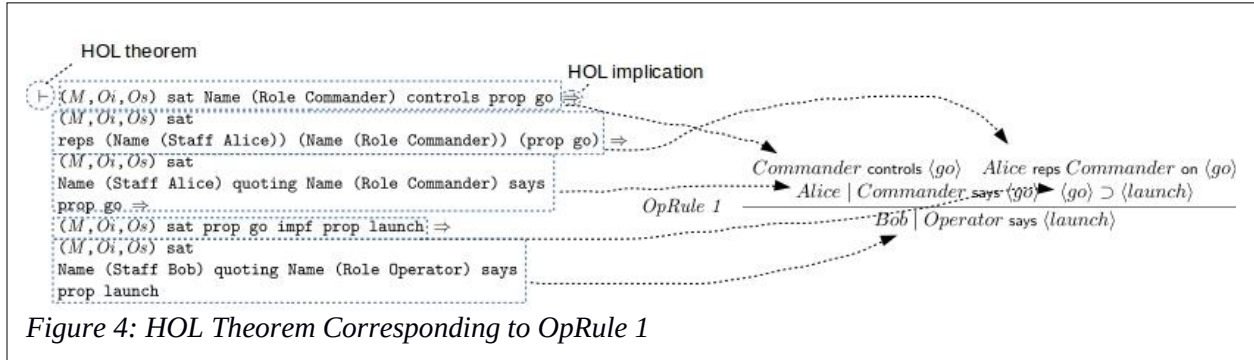 HOL theorem
HOL implication
⊢ (M,Oi,Os) sat Name (Role Commander) controls prop go ⇒
(M,Oi,Os) sat
reps (Name (Staff Alice)) (Name (Role Commander)) (prop go) ⇒
(M,Oi,Os) sat
Name (Staff Alice) quoting Name (Role Commander) says
prop go ⇒
(M,Oi,Os) sat prop go impf prop launch ⇒
(M,Oi,Os) sat
Name (Staff Bob) quoting Name (Role Operator) says
prop launch
Commander controls ⟨go⟩ Alice reps Commander on ⟨go⟩
Alice | Commander says ⟨go⟩ ⟨go⟩ ⊃ ⟨launch⟩
OpRule 1
Bob | Operator says ⟨launch⟩
Figure 4: HOL Theorem Corresponding to OpRule 1